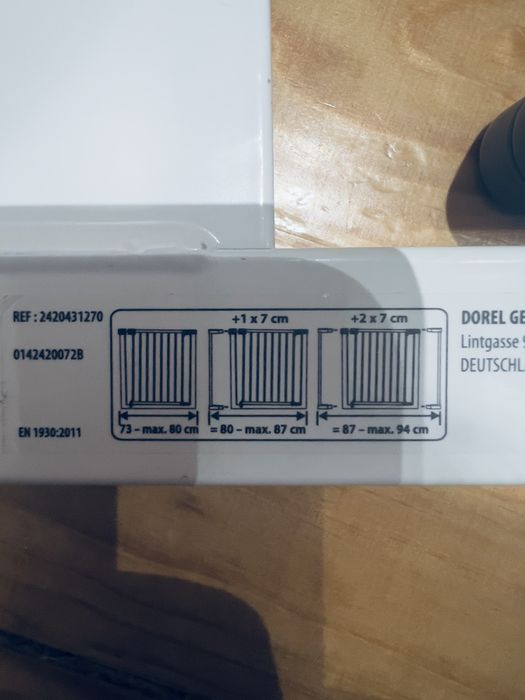 REF : 2420431270
0142420072B
EN 1930:2011
+1 x 7 cm
+2 x 7 cm
73 – max. 80 cm
= 80 – max. 87 cm
= 87 – max. 94 cm
DOREL GE
Lintgasse 9
DEUTSCHL